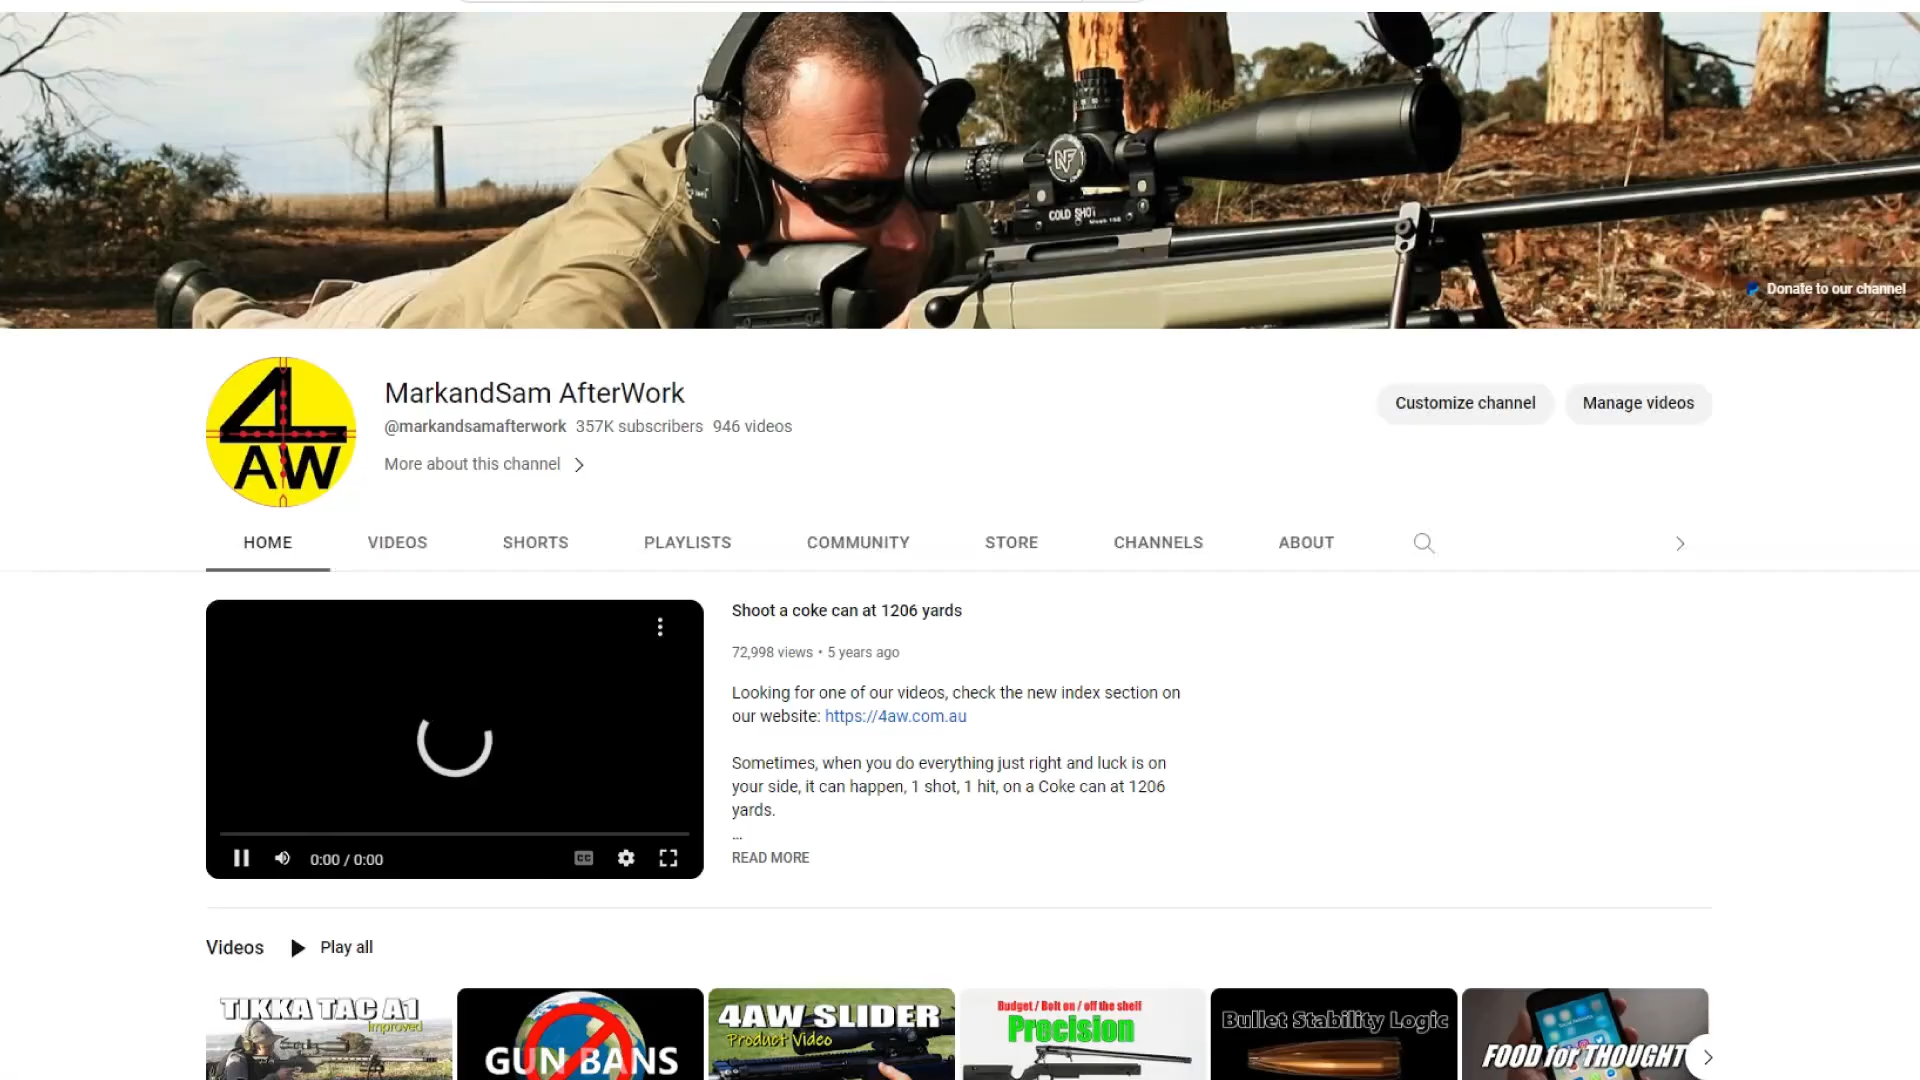 NF
COLD SHOT
Donate to our channel
4
AW
MarkandSam AfterWork
@markandsamafterwork 357K subscribers 946 videos
More about this channel
Customize channel
Manage videos
HOME
VIDEOS
SHORTS
PLAYLISTS
COMMUNITY
STORE
CHANNELS
ABOUT
Shoot a coke can at 1206 yards
72,998 views • 5 years ago
Looking for one of our videos, check the new index section on
our website: https://4aw.com.au
Sometimes, when you do everything just right and luck is on
your side, it can happen, 1 shot, 1 hit, on a Coke can at 1206
yards.
...
READ MORE
0:00 / 0:00
CC
Videos
Play all
TIKKA TAC A1
Improved
GUN BANS
4AW SLIDER
Product Video
Budget / Bolt on / off the shelf
Precision
Bullet Stability Logic
FOOD for THOUGHT